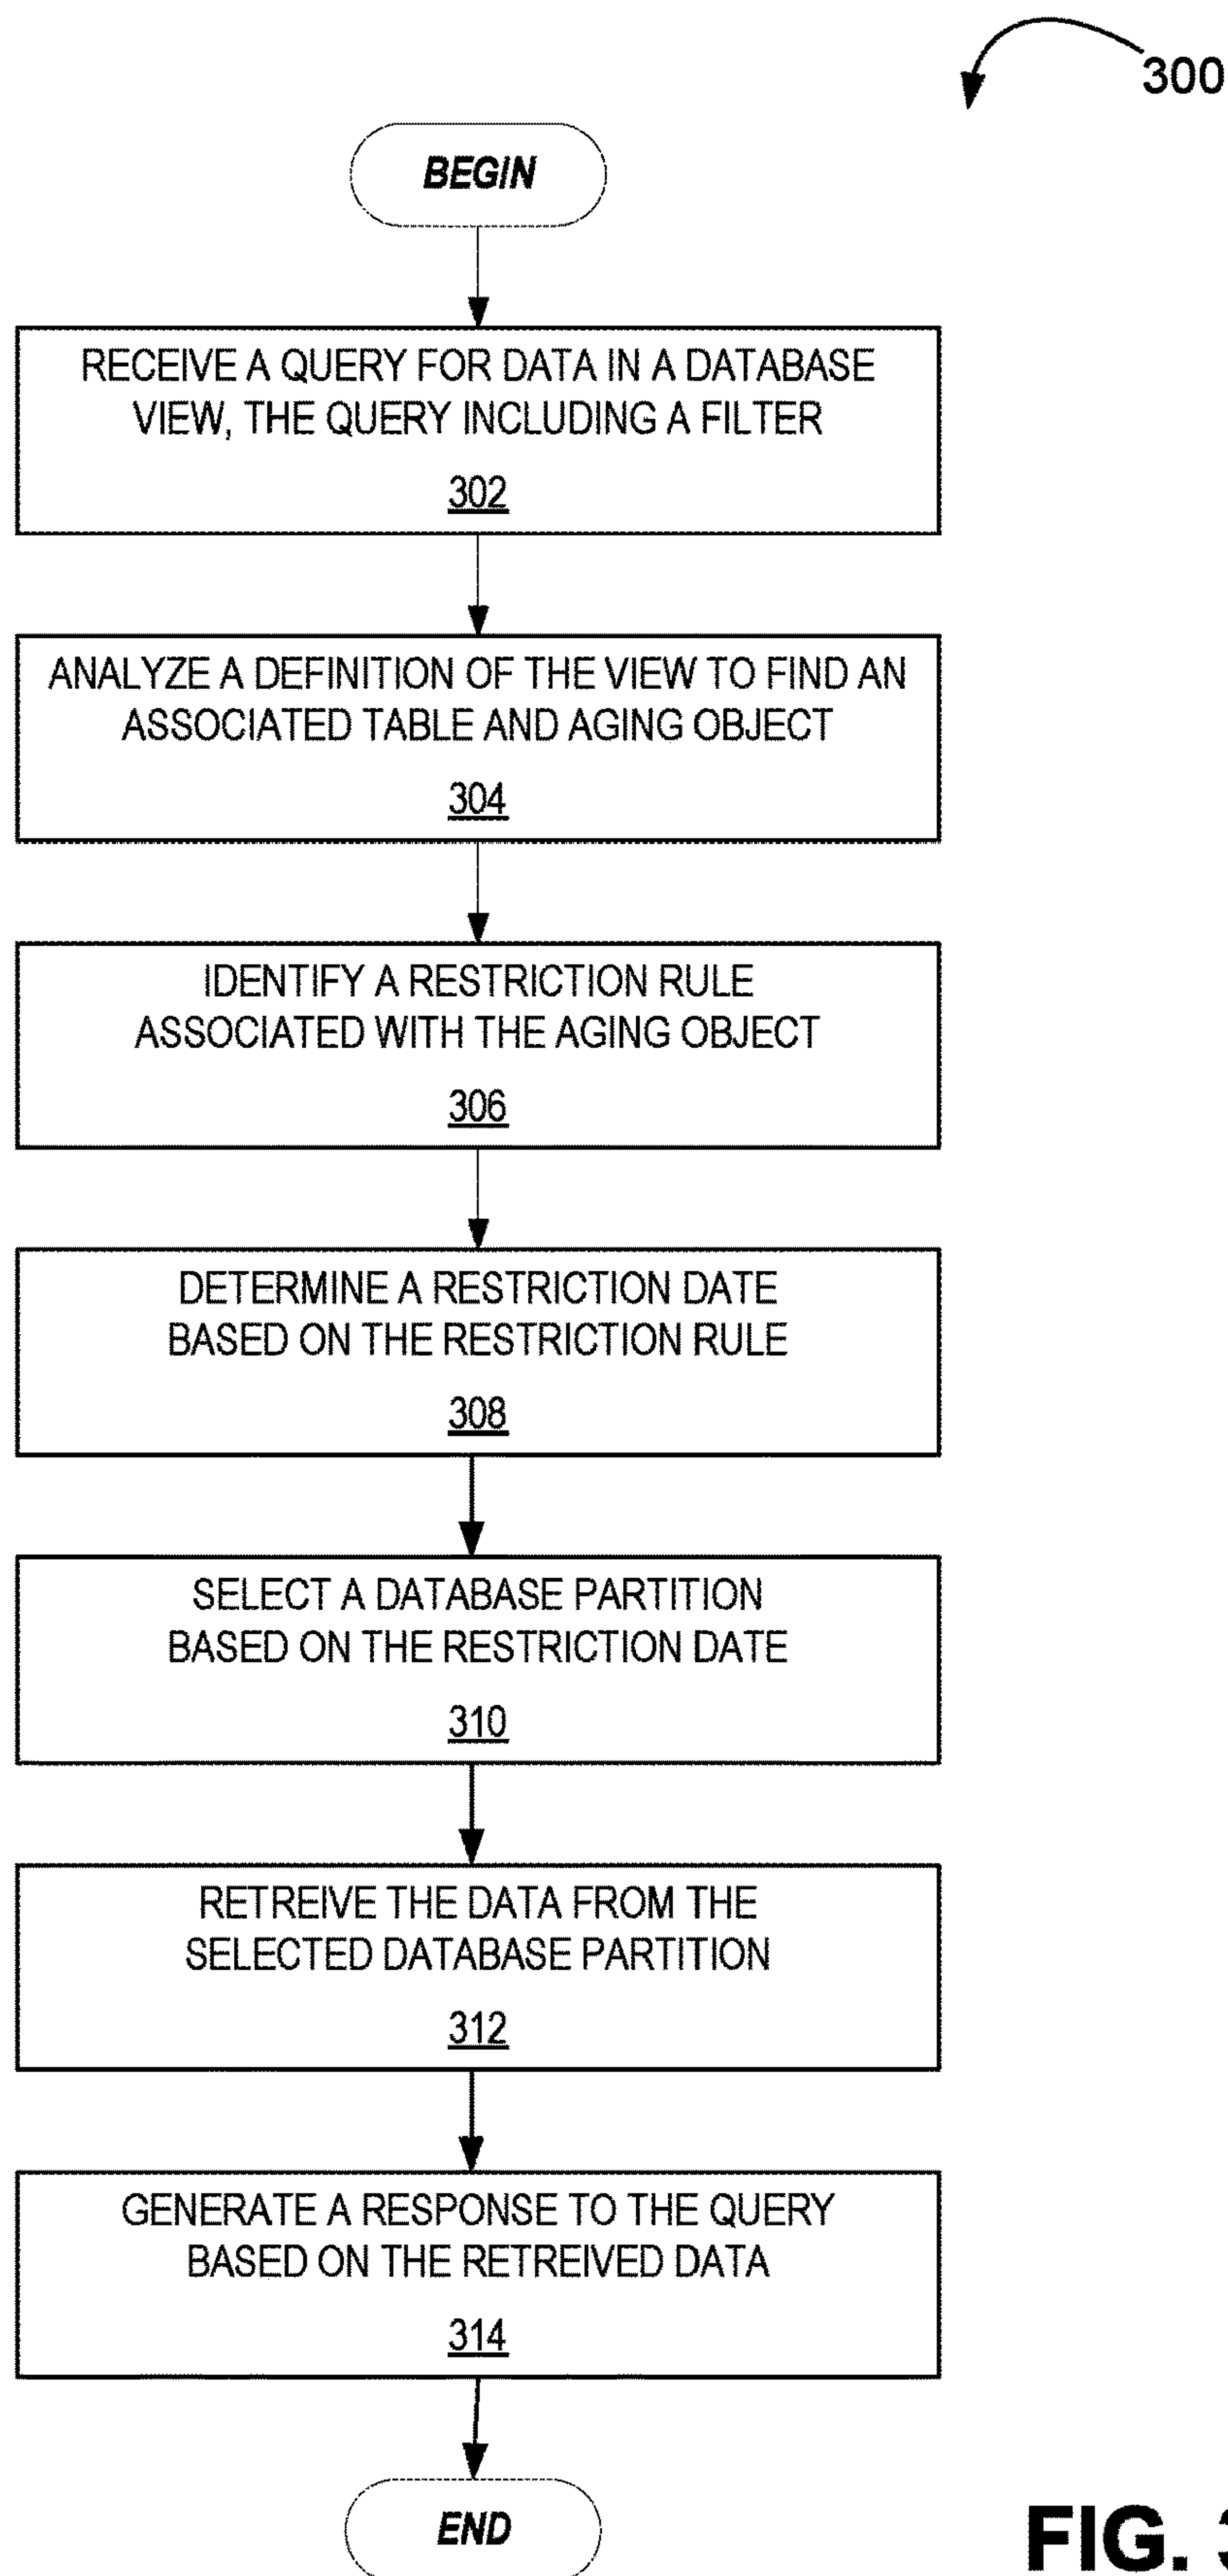 300
BEGIN
RECEIVE A QUERY FOR DATA IN A DATABASE
VIEW, THE QUERY INCLUDING A FILTER
302
ANALYZE A DEFINITION OF THE VIEW TO FIND AN
ASSOCIATED TABLE AND AGING OBJECT
304
IDENTIFY A RESTRICTION RULE
ASSOCIATED WITH THE AGING OBJECT
306
DETERMINE A RESTRICTION DATE
BASED ON THE RESTRICTION RULE
308
SELECT A DATABASE PARTITION
BASED ON THE RESTRICTION DATE
310
RETREIVE THE DATA FROM THE
SELECTED DATABASE PARTITION
312
GENERATE A RESPONSE TO THE QUERY
BASED ON THE RETREIVED DATA
314
END
FIG. 3